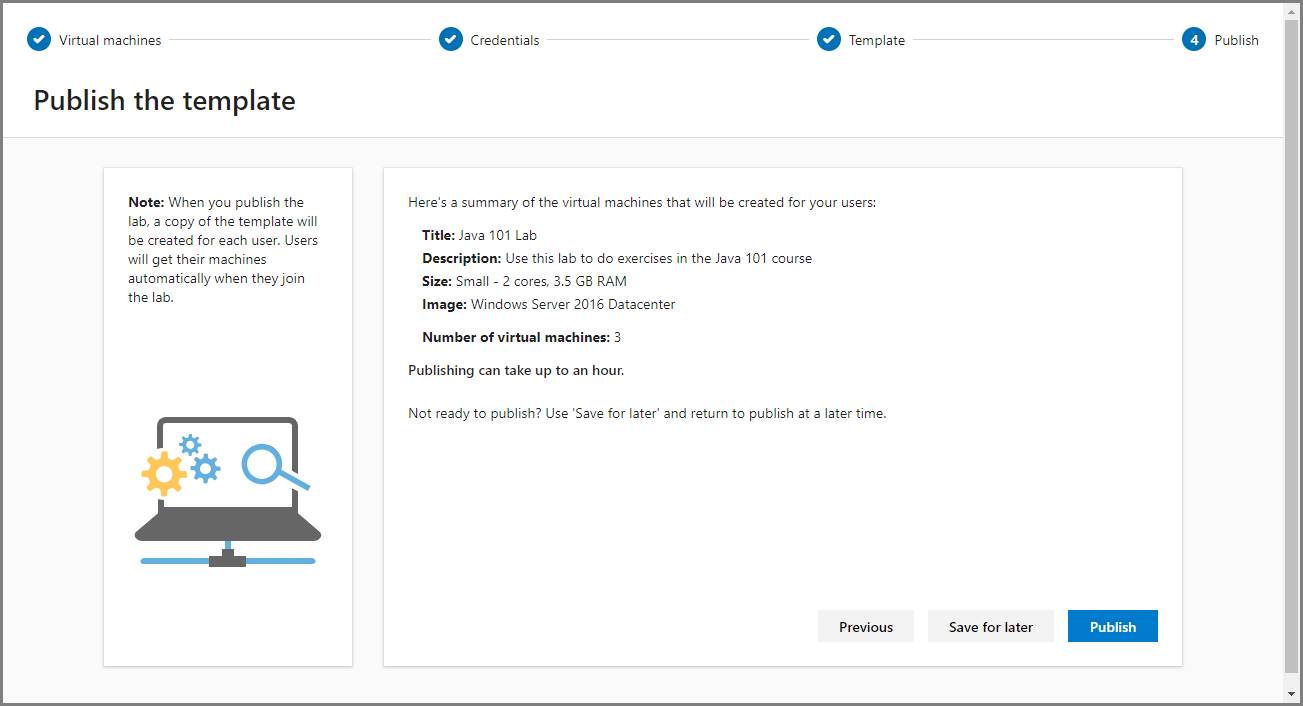 Virtual machines
Credentials
Template
4 Publish
Publish the template
Note: When you publish the
lab, a copy of the template will
be created for each user. Users
will get their machines
automatically when they join
the lab.
Here's a summary of the virtual machines that will be created for your users:
Title: Java 101 Lab
Description: Use this lab to do exercises in the Java 101 course
Size: Small - 2 cores, 3.5 GB RAM
Image: Windows Server 2016 Datacenter
Number of virtual machines: 3
Publishing can take up to an hour.
Not ready to publish? Use 'Save for later' and return to publish at a later time.
Previous
Save for later
Publish